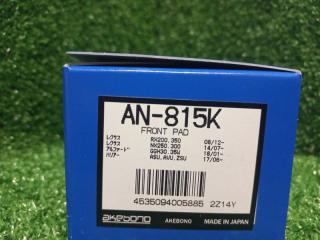 AN-815K
FRONT PAD
レクサス RX200.350 08/12-
レクサス NX250.300 14/07-
アルファード GGH30.35W 18/01-
ハリアー ASU.AVU.ZSU 17/06-
4535094005885 2Z14Y
akebono AKEBONO MADE IN JAPAN